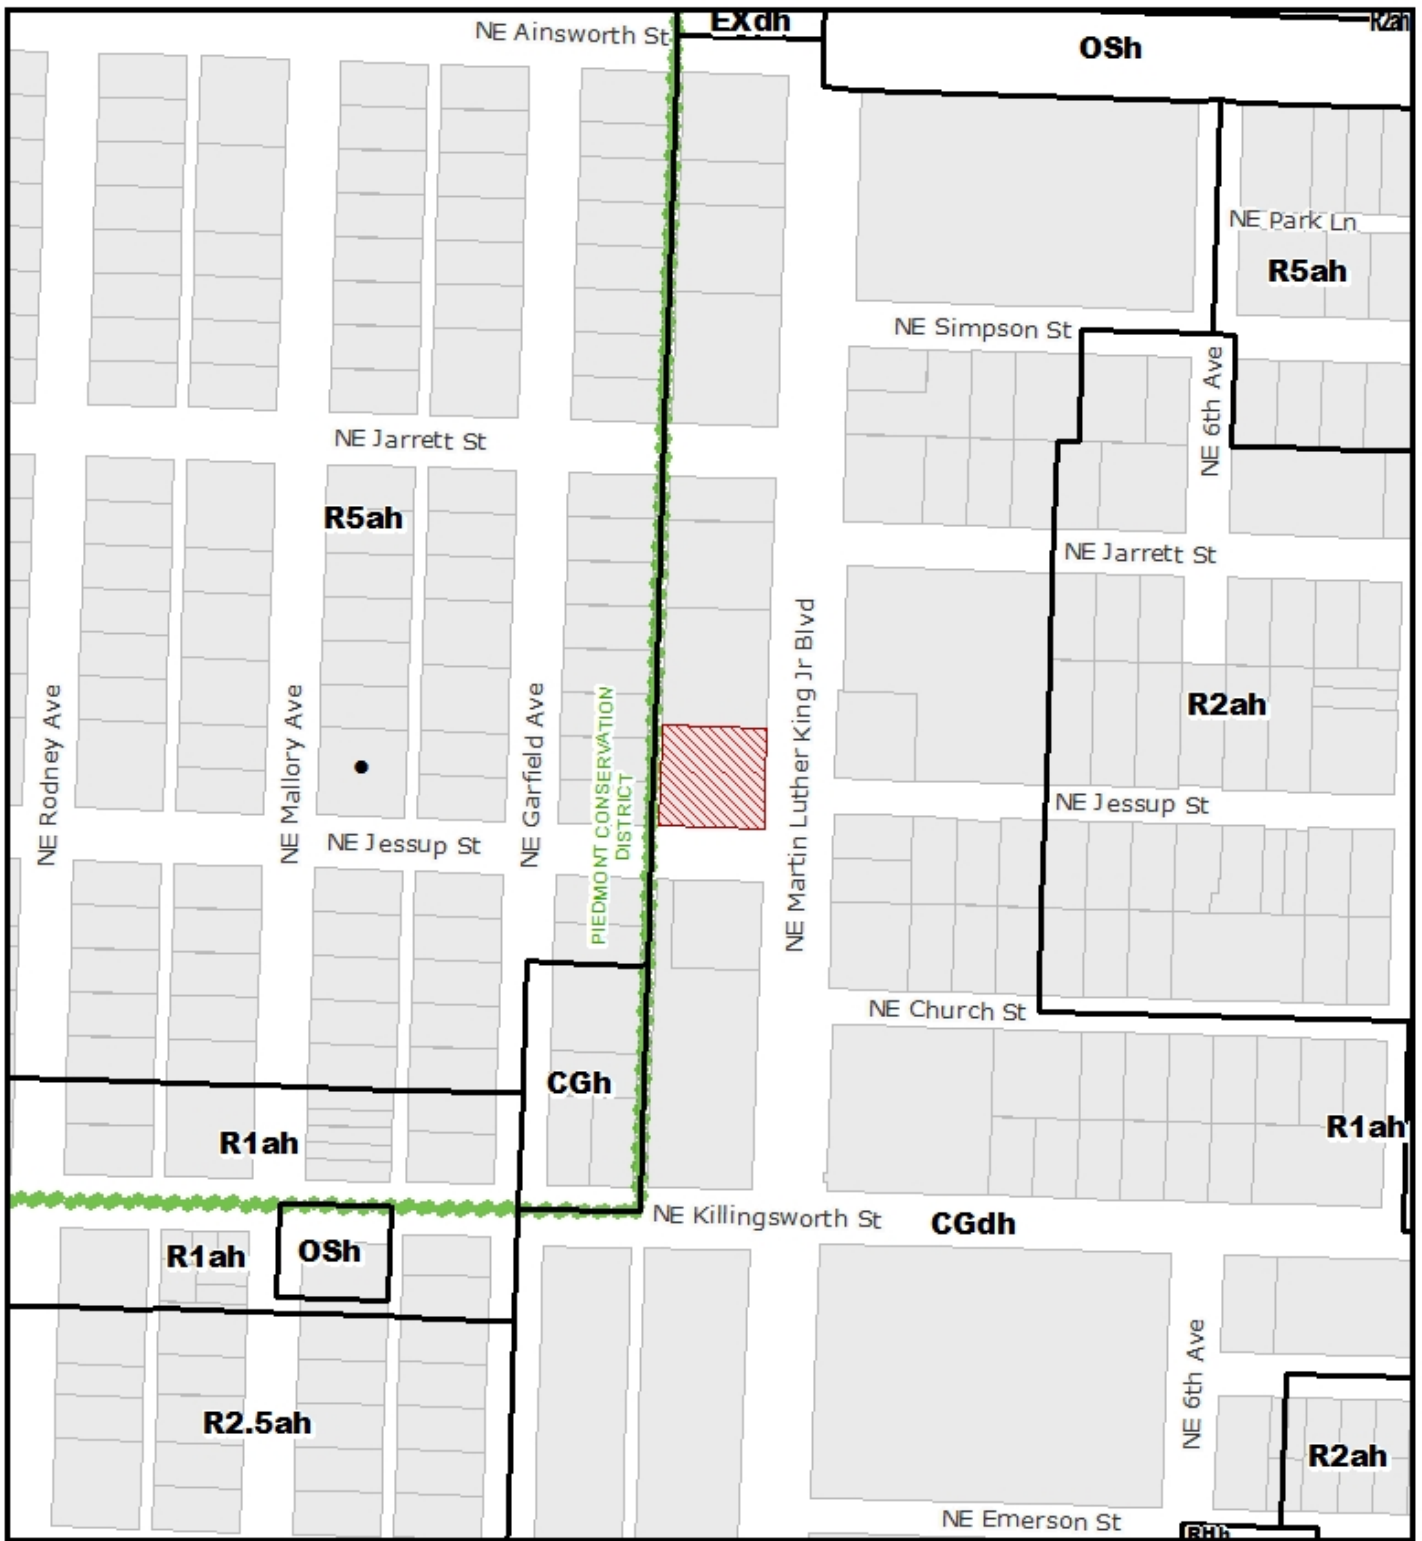 NE Ainsworth St
EXdh
R2ah
OSh
NE Park Ln
R5ah
NE Simpson St
NE 6th Ave
NE Jarrett St
R5ah
NE Jarrett St
NE Rodney Ave
NE Mallory Ave
NE Garfield Ave
PIEDMONT CONSERVATION
DISTRICT
NE Martin Luther King Jr Blvd
R2ah
NE Jessup St
NE Jessup St
NE Church St
CGh
R1ah
R1ah
NE Killingsworth St
CGdh
R1ah
OSh
NE 6th Ave
R2.5ah
R2ah
NE Emerson St
RHh